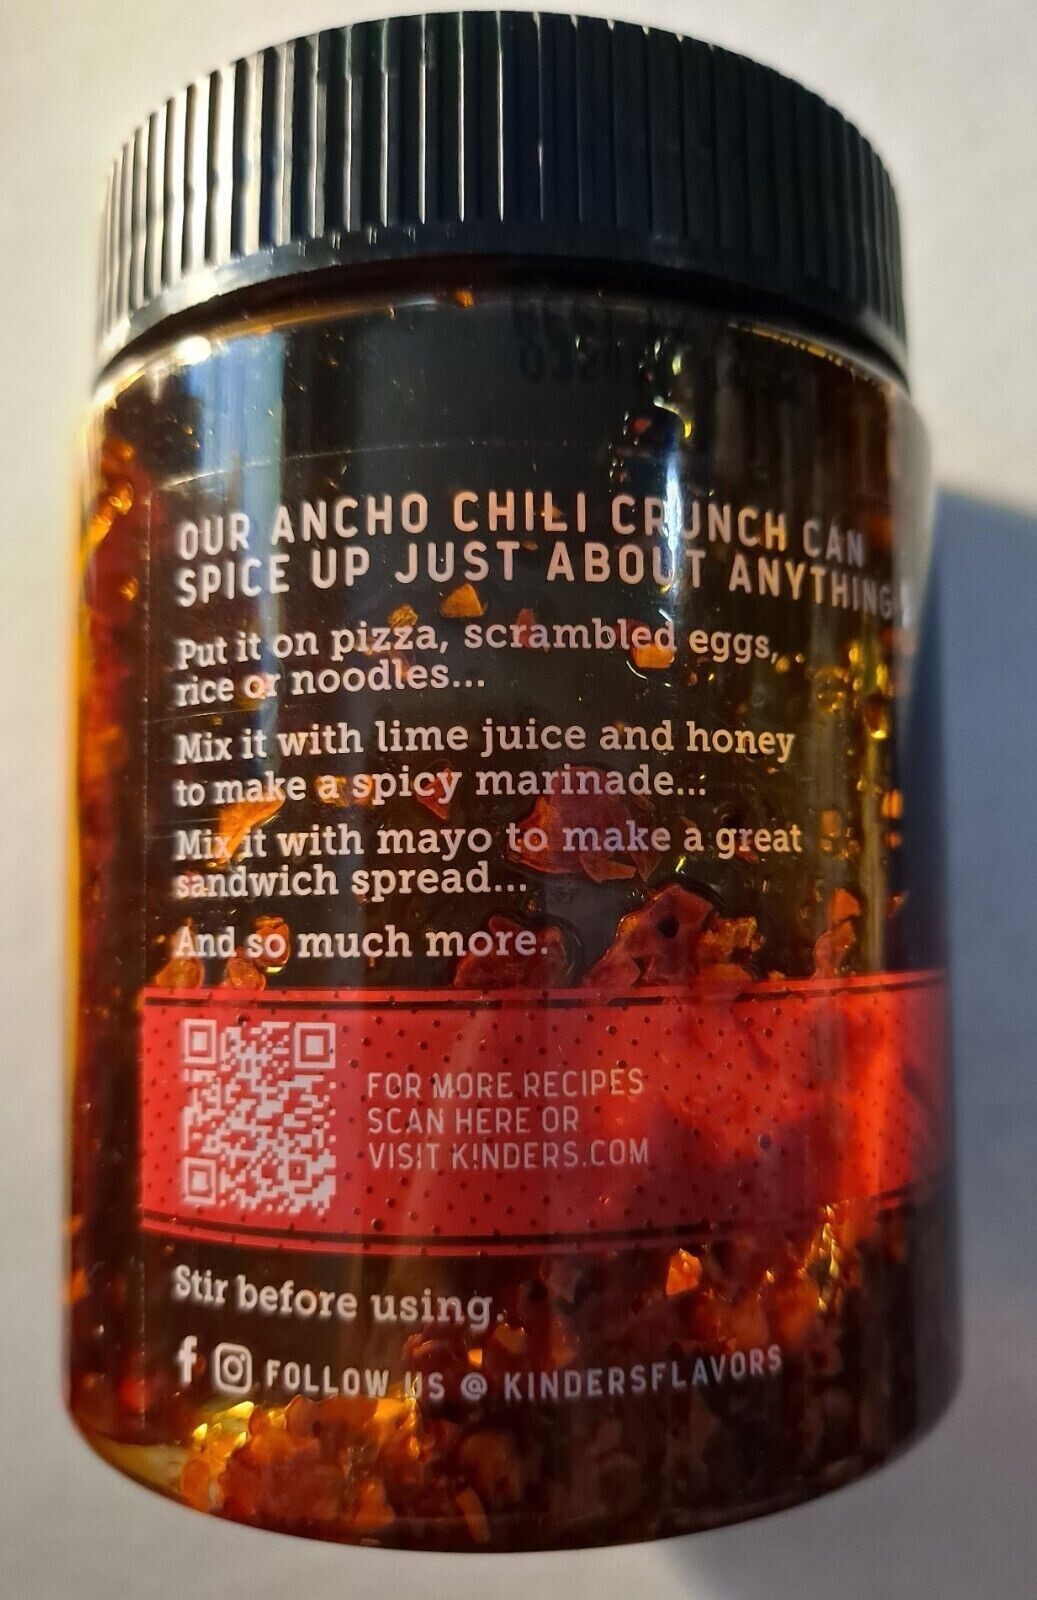 OUR ANCHO CHILI CRUNCH CAN
SPICE UP JUST ABOUT ANYTHING!
Put it on pizza, scrambled eggs,
rice or noodles...
Mix it with lime juice and honey
to make a spicy marinade...
Mix it with mayo to make a great
sandwich spread...
And so much more.
FOR MORE RECIPES
SCAN HERE OR
VISIT K!NDERS.COM
Stir before using.
f FOLLOW US @ KINDERSFLAVORS